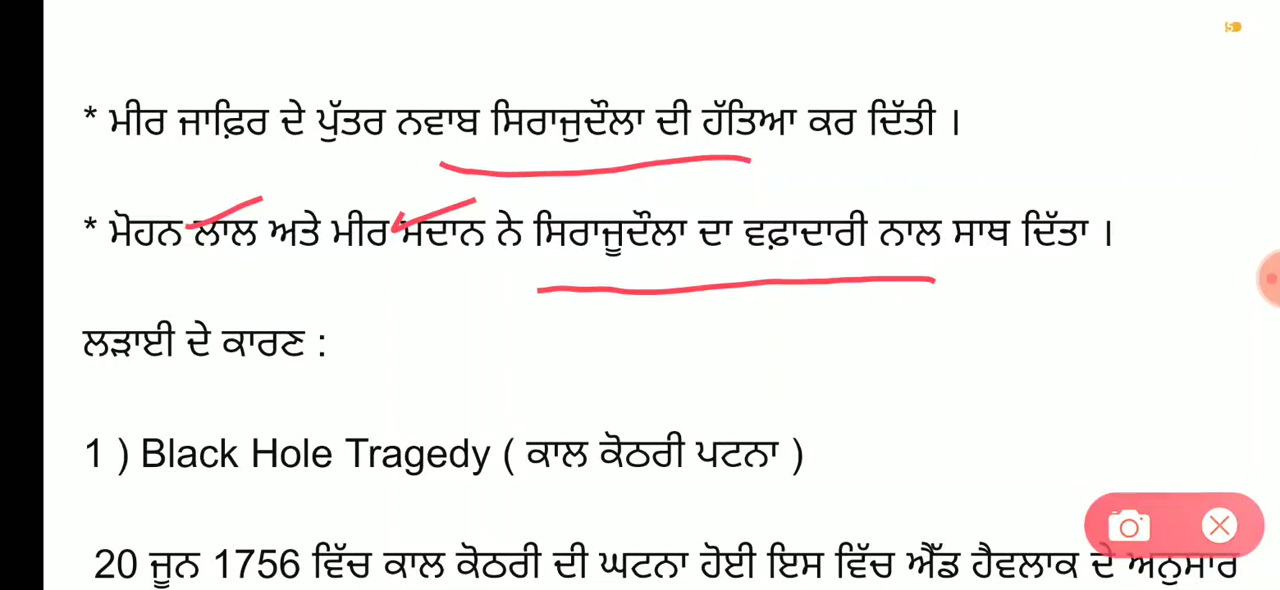 * ਮੀਰ ਜਾਫ਼ਿਰ ਦੇ ਪੁੱਤਰ ਨਵਾਬ ਸਿਰਾਜੁਦੌਲਾ ਦੀ ਹੱਤਿਆ ਕਰ ਦਿੱਤੀ ।
* ਮੋਹਨ ਲਾਲ ਅਤੇ ਮੀਰ ਮਦਾਨ ਨੇ ਸਿਰਾਜੂਦੌਲਾ ਦਾ ਵਫ਼ਾਦਾਰੀ ਨਾਲ ਸਾਥ ਦਿੱਤਾ ।
ਲੜਾਈ ਦੇ ਕਾਰਣ :
1 ) Black Hole Tragedy ( ਕਾਲ ਕੋਠਰੀ ਪਟਨਾ )
20 ਜੂਨ 1756 ਵਿੱਚ ਕਾਲ ਕੋਠਰੀ ਦੀ ਘਟਨਾ ਹੋਈ ਇਸ ਵਿੱਚ ਐੱਡ ਹੈਵਲਾਕ ਦੇ ਅਨੁਸਾਰ